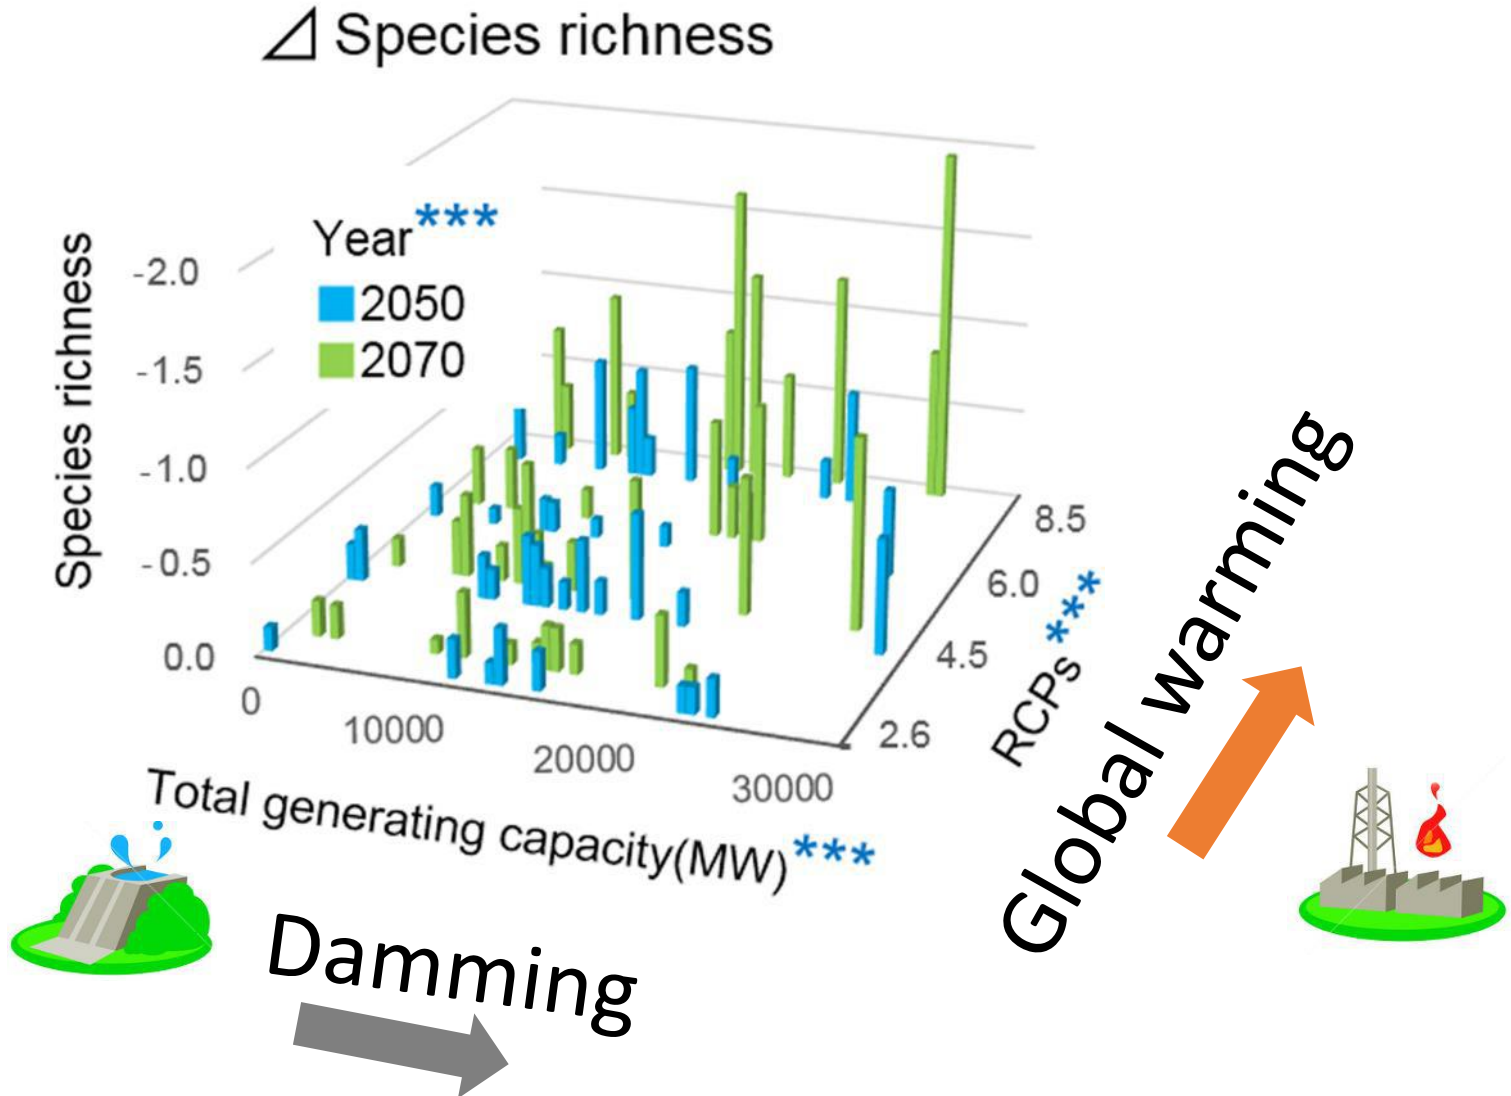 ⊿ Species richness
Species richness
-2.0
-1.5
-1.0
-0.5
0.0
Year***
2050
2070
0
10000
20000
30000
Total generating capacity(MW)***
2.6
4.5
6.0
8.5
RCPs***
Damming
Global warming